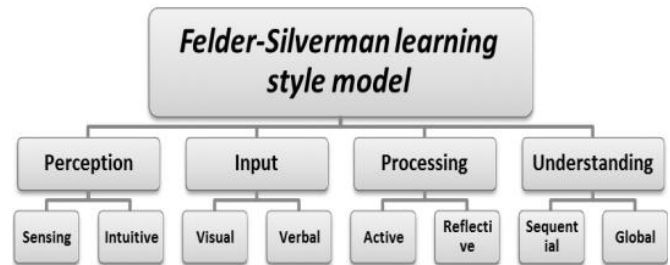 Felder-Silverman learning
style model
Perception
Input
Processing
Understanding
Sensing
Intuitive
Visual
Verbal
Active
Reflecti
ve
Sequent
ial
Global